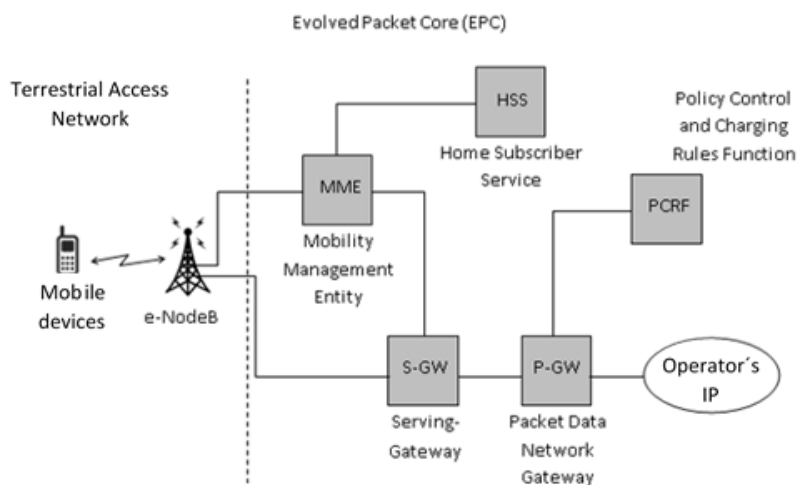 Evolved Packet Core (EPC)
Terrestrial Access
Network
HSS
Home Subscriber
Service
Policy Control
and Charging
Rules Function
MME
Mobility
Management
Entity
PCRF
Mobile
devices
e-NodeB
S-GW
Serving-
Gateway
P-GW
Packet Data
Network
Gateway
Operator´s
IP